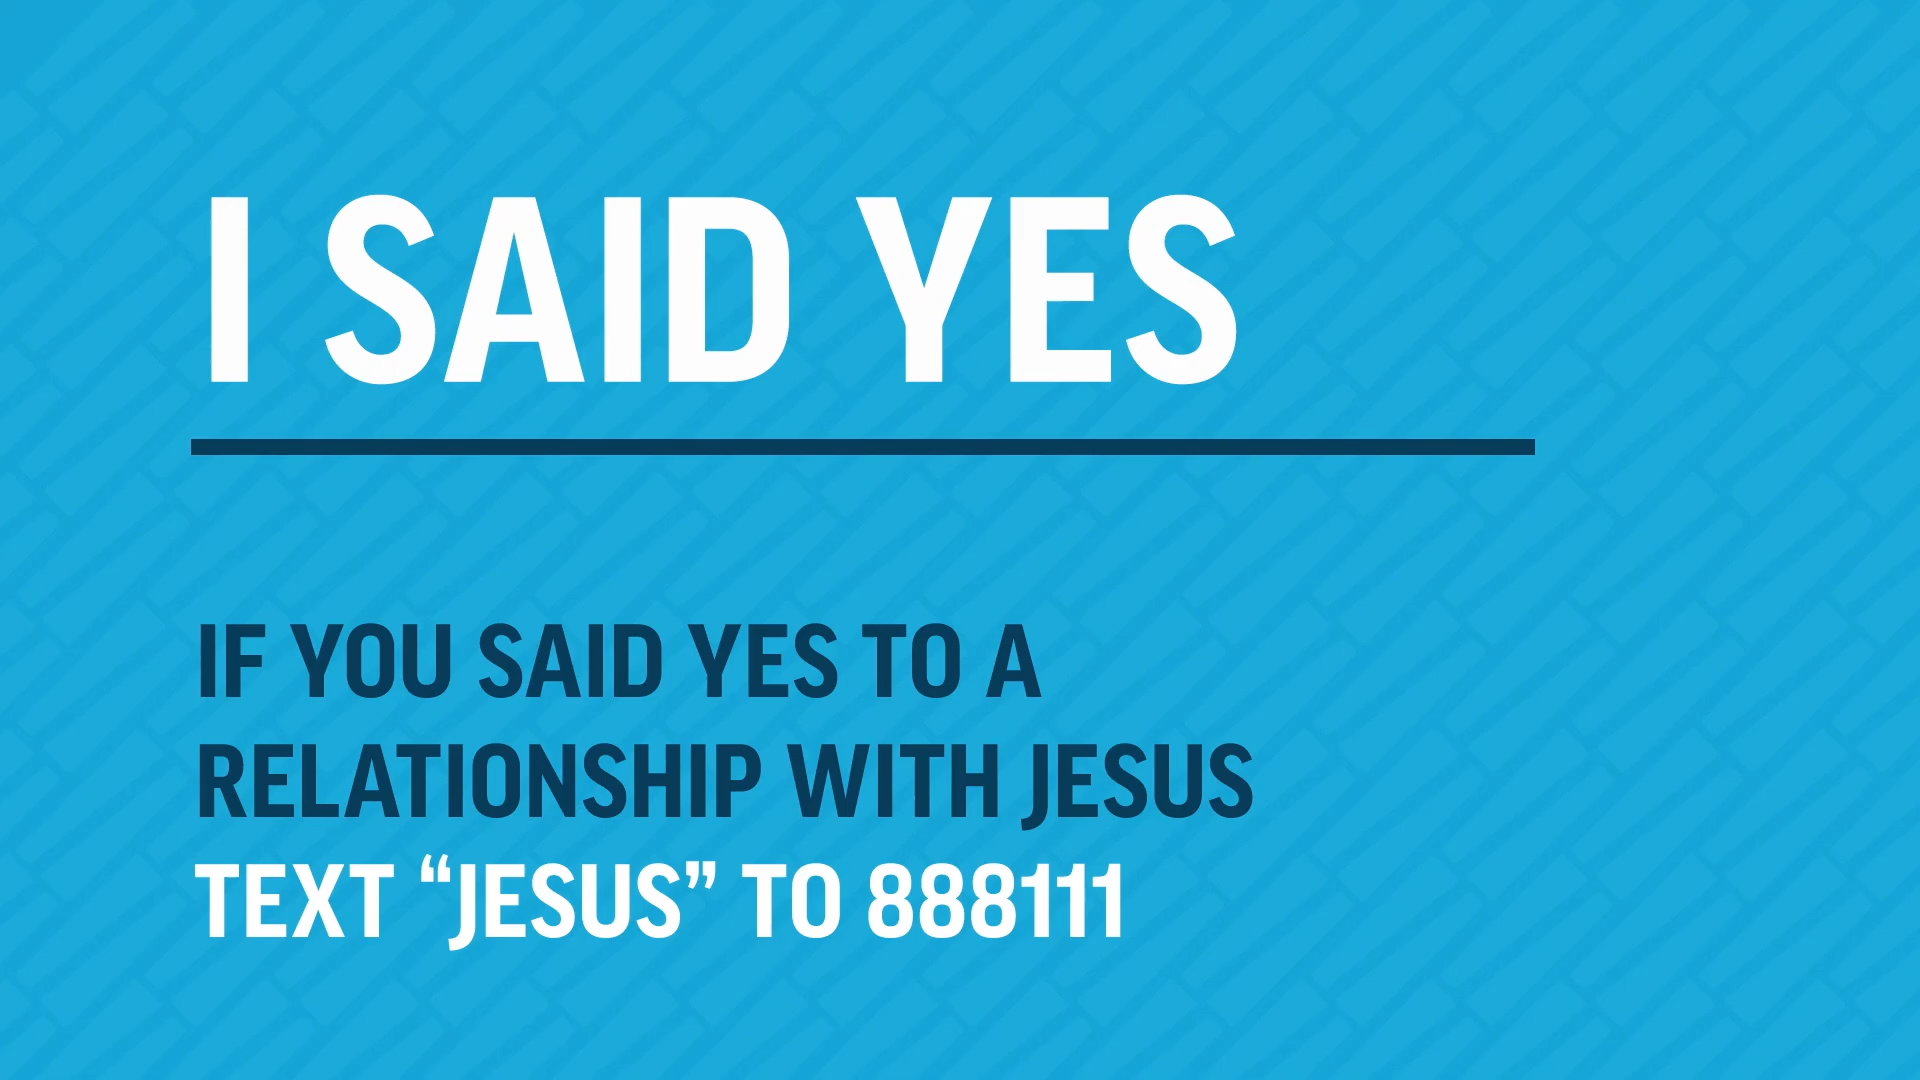 I SAID YES
IF YOU SAID YES TO A
RELATIONSHIP WITH JESUS
TEXT “JESUS” TO 888111